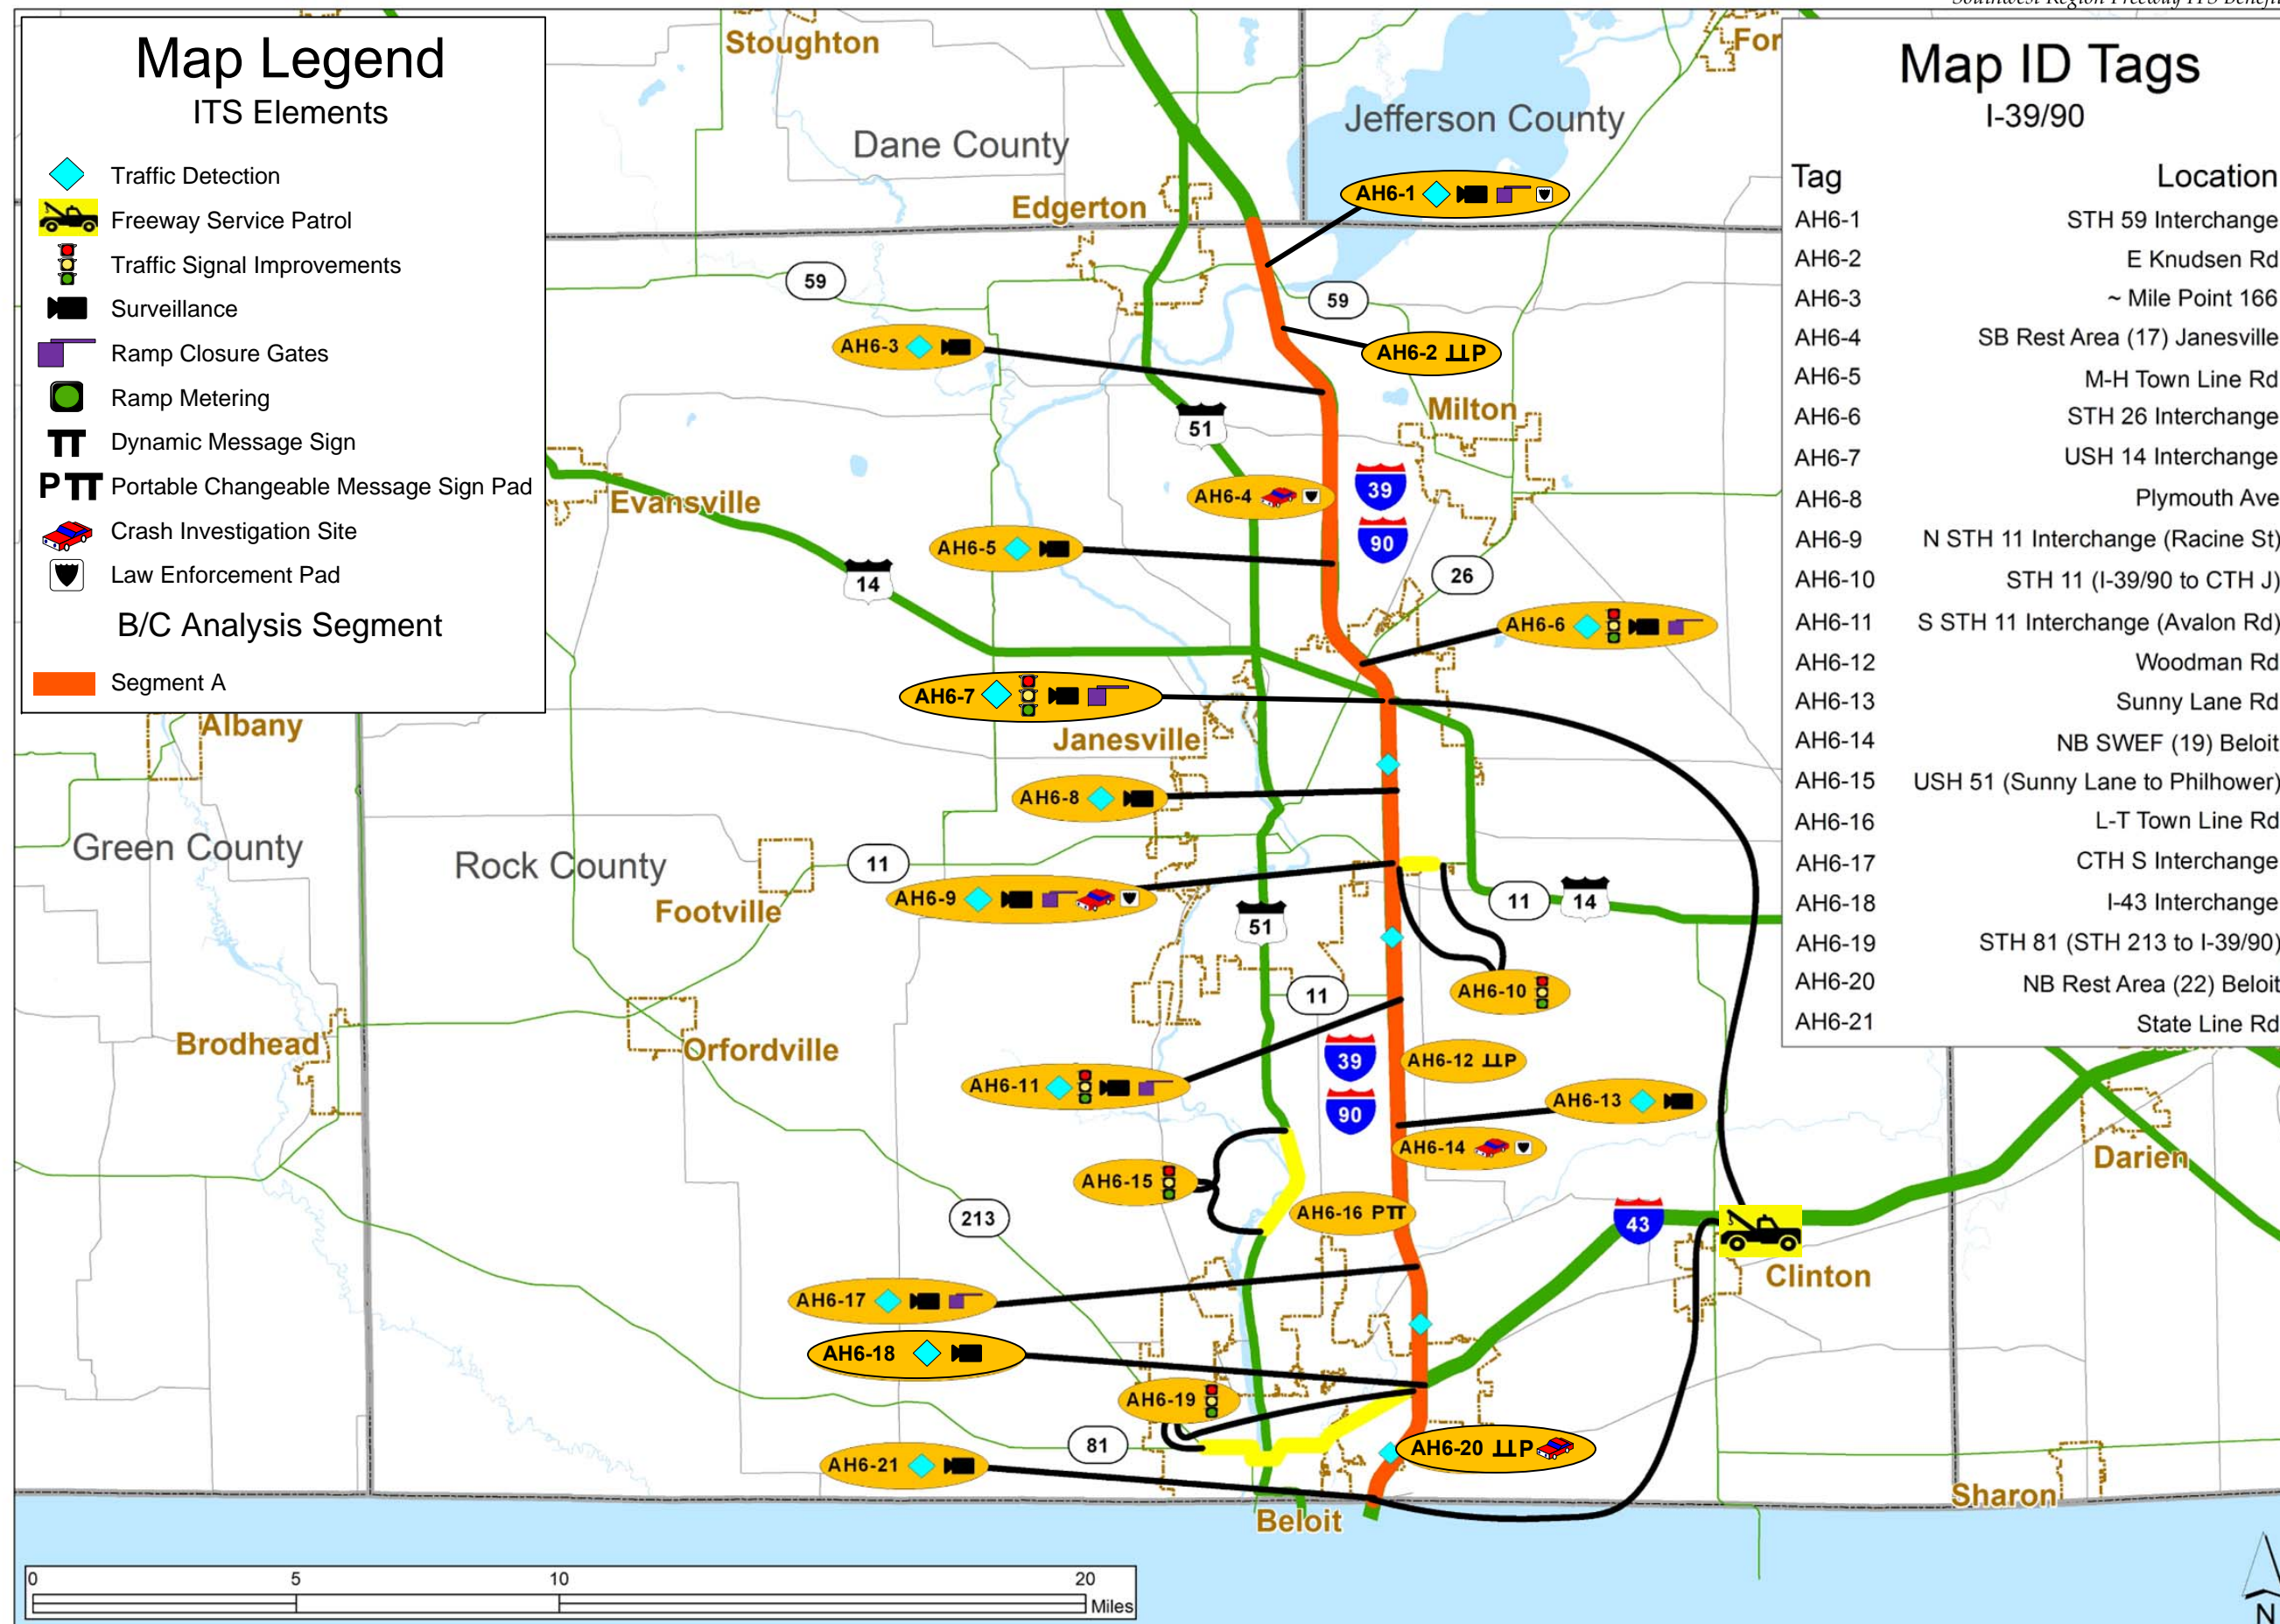 Southwest Region Freeway ITS Benefi
Map Legend
ITS Elements
Traffic Detection
Freeway Service Patrol
Traffic Signal Improvements
Surveillance
Ramp Closure Gates
Ramp Metering
Dynamic Message Sign
P Portable Changeable Message Sign Pad
Crash Investigation Site
Law Enforcement Pad
B/C Analysis Segment
Segment A
Map ID Tags
I-39/90
Tag Location
AH6-1 STH 59 Interchange
AH6-2 E Knudsen Rd
AH6-3 ~ Mile Point 166
AH6-4 SB Rest Area (17) Janesville
AH6-5 M-H Town Line Rd
AH6-6 STH 26 Interchange
AH6-7 USH 14 Interchange
AH6-8 Plymouth Ave
AH6-9 N STH 11 Interchange (Racine St)
AH6-10 STH 11 (I-39/90 to CTH J)
AH6-11 S STH 11 Interchange (Avalon Rd)
AH6-12 Woodman Rd
AH6-13 Sunny Lane Rd
AH6-14 NB SWEF (19) Beloit
AH6-15 USH 51 (Sunny Lane to Philhower)
AH6-16 L-T Town Line Rd
AH6-17 CTH S Interchange
AH6-18 I-43 Interchange
AH6-19 STH 81 (STH 213 to I-39/90)
AH6-20 NB Rest Area (22) Beloit
AH6-21 State Line Rd
Stoughton
For
Dane County
Jefferson County
Edgerton
AH6-1
59
59
AH6-3
AH6-2 P
51
Milton
39
AH6-4
Evansville
90
AH6-5
14
26
AH6-6
AH6-7
Albany
Janesville
AH6-8
Green County
Rock County
11
AH6-9
11
14
Footville
51
AH6-10
11
Brodhead
Orfordville
39
AH6-12 P
AH6-11
90
AH6-13
AH6-14
Darien
AH6-15
213
AH6-16 P
43
Clinton
AH6-17
AH6-18
AH6-19
81
AH6-20 P
AH6-21
Sharon
Beloit
0 5 10 20
Miles
N